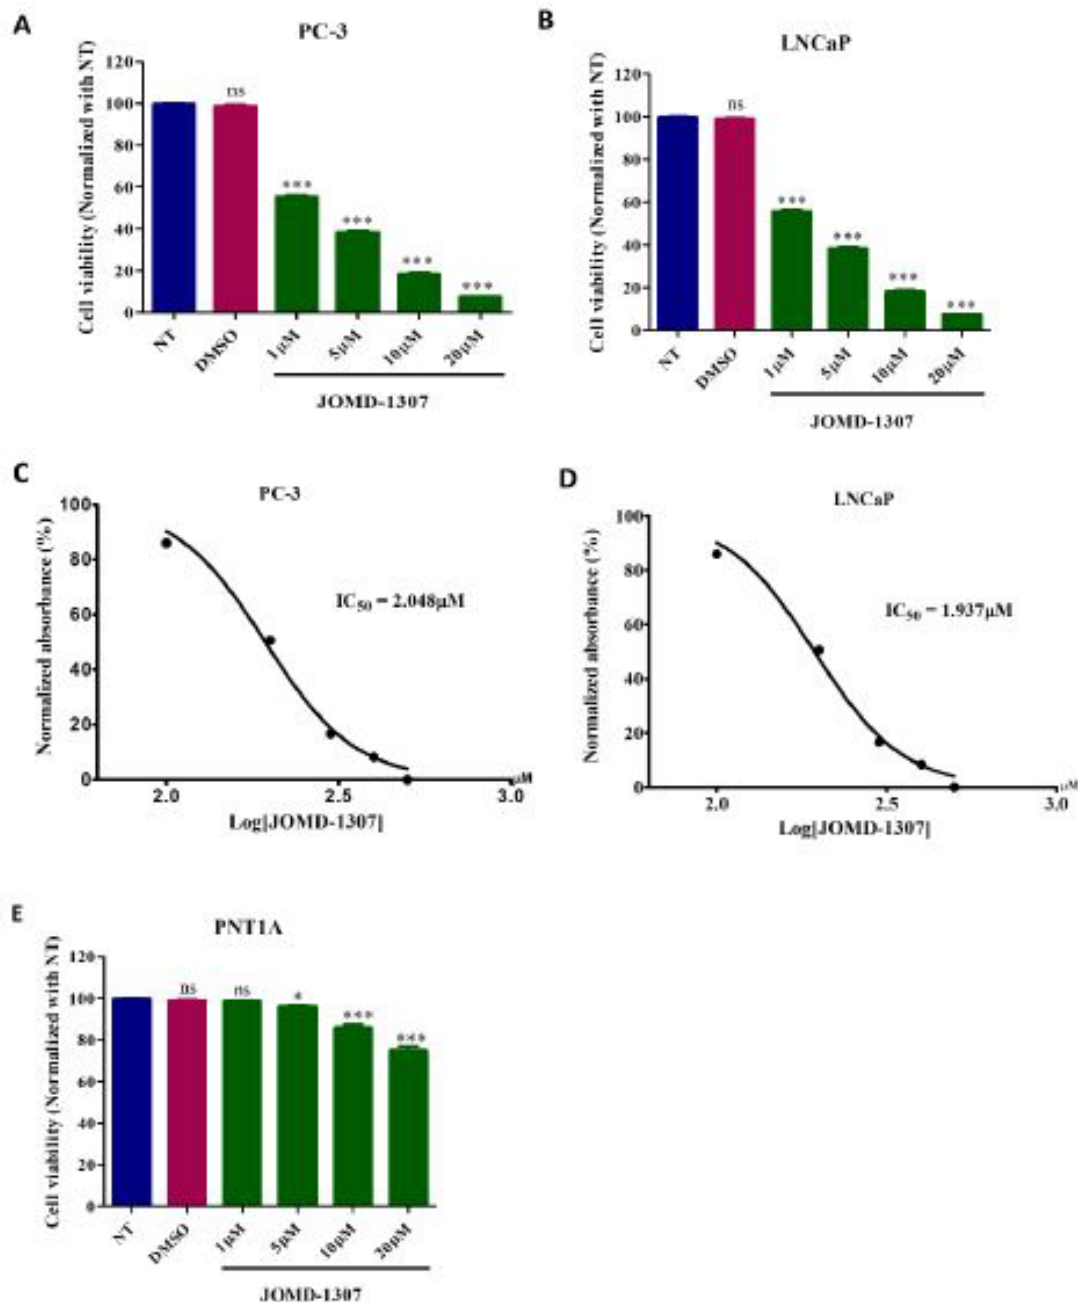 A
PC-3
Cell viability (Normalized with NT)
120
100
80
60
40
20
0
ns
***
***
***
***
NT
DMSO
1µM
5µM
10µM
20µM
JOMD-1307
B
LNCaP
Cell viability (Normalized with NT)
120
100
80
60
40
20
0
ns
***
***
***
***
NT
DMSO
1µM
5µM
10µM
20µM
JOMD-1307
C
PC-3
Normalized absorbance (%)
100
80
60
40
20
0
IC50 = 2.048µM
2.0
2.5
3.0
µM
Log[JOMD-1307]
D
LNCaP
Normalized absorbance (%)
100
80
60
40
20
0
IC50 = 1.937µM
2.0
2.5
3.0
µM
Log[JOMD-1307]
E
PNT1A
Cell viability (Normalized with NT)
120
100
80
60
40
20
0
ns
ns
*
***
***
NT
DMSO
1µM
5µM
10µM
20µM
JOMD-1307